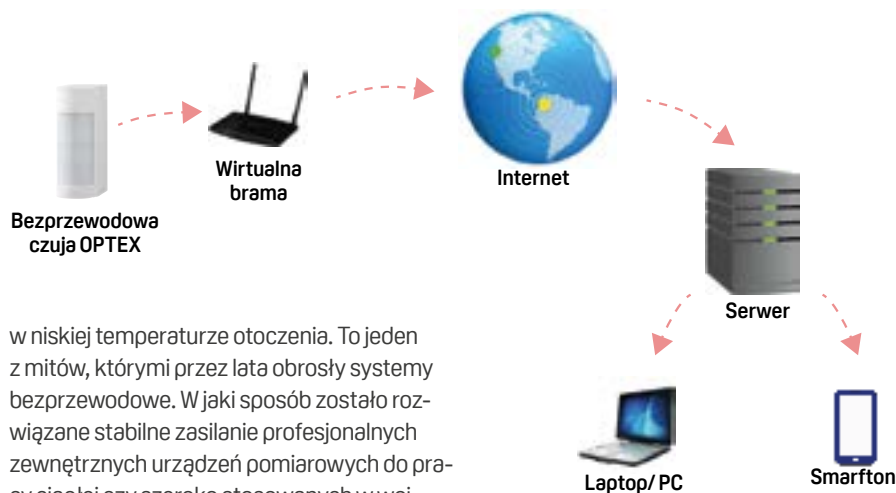 Bezprzewodowa
czuja OPTEX
Wirtualna
brama
Internet
Serwer
Laptop/ PC
Smarfton
w niskiej temperaturze otoczenia. To jeden
z mitów, którymi przez lata obrosły systemy
bezprzewodowe. W jaki sposób zostało roz-
wiązane stabilne zasilanie profesjonalnych
zewnętrznych urządzeń pomiarowych do pra-